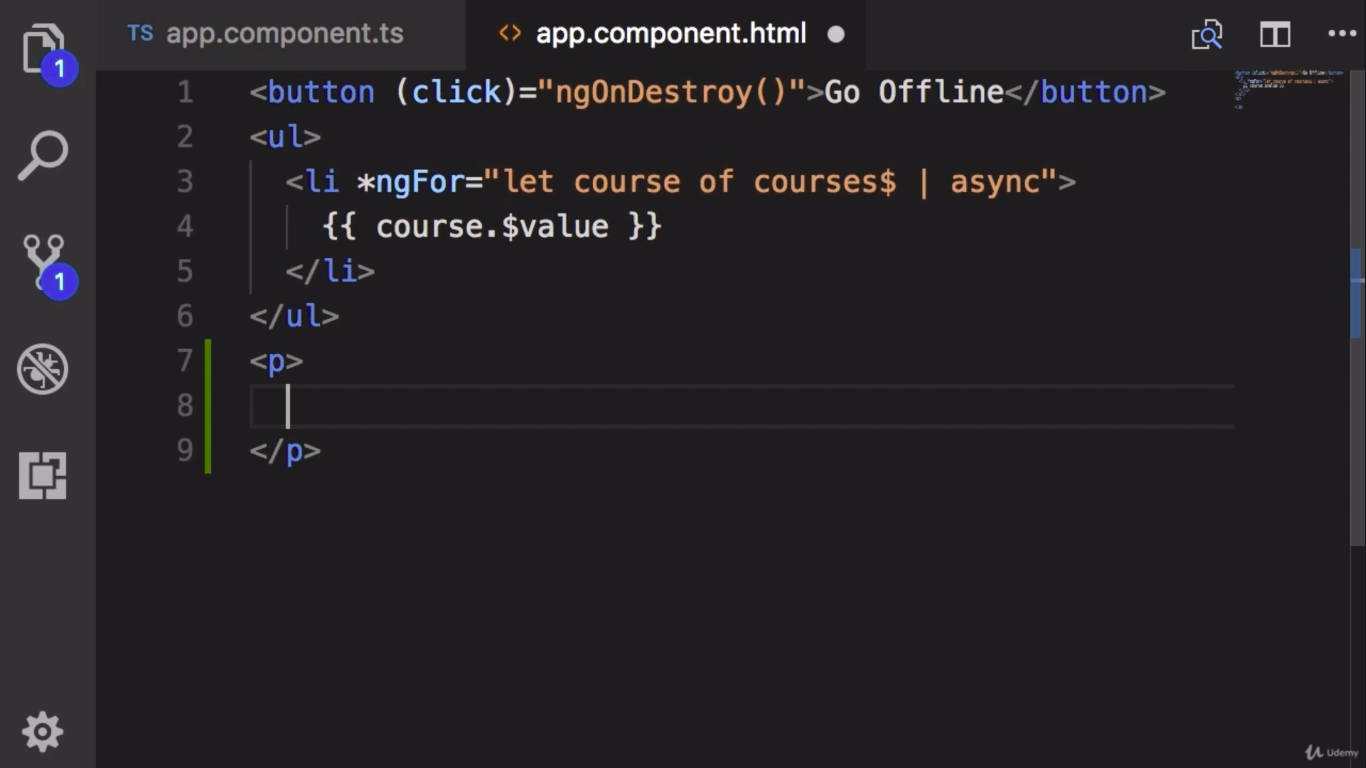 TS app.component.ts <> app.component.html
1
1 <button (click)="ngOnDestroy()">Go Offline</button>
2 <ul>
3 <li *ngFor="let course of courses$ | async">
4 {{ course.$value }}
1
5 </li>
6 </ul>
7 <p>
8
9 </p>
Udemy